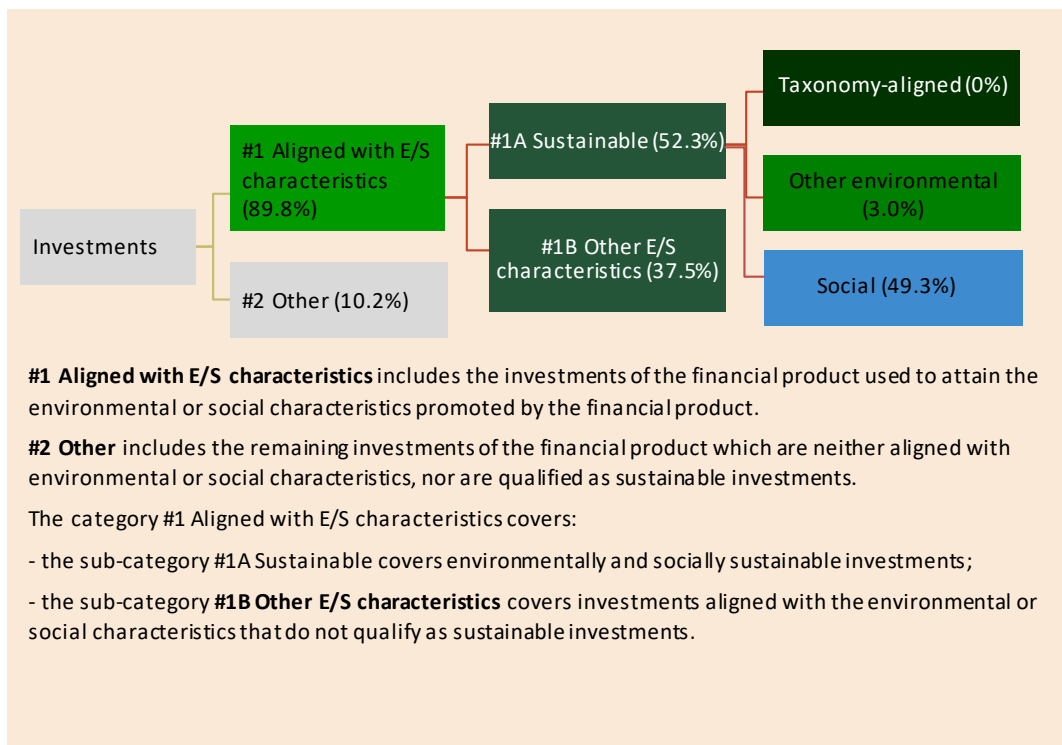 Taxonomy-aligned (0%)
#1 Aligned with E/S
characteristics
(89.8%)
#1A Sustainable (52.3%)
Other environmental
(3.0%)
Investments
#1B Other E/S
characteristics (37.5%)
#2 Other (10.2%)
Social (49.3%)
#1 Aligned with E/S characteristics includes the investments of the financial product used to attain the
environmental or social characteristics promoted by the financial product.
#2 Other includes the remaining investments of the financial product which are neither aligned with
environmental or social characteristics, nor are qualified as sustainable investments.
The category #1 Aligned with E/S characteristics covers:
- the sub-category #1A Sustainable covers environmentally and socially sustainable investments;
- the sub-category #1B Other E/S characteristics covers investments aligned with the environmental or
social characteristics that do not qualify as sustainable investments.